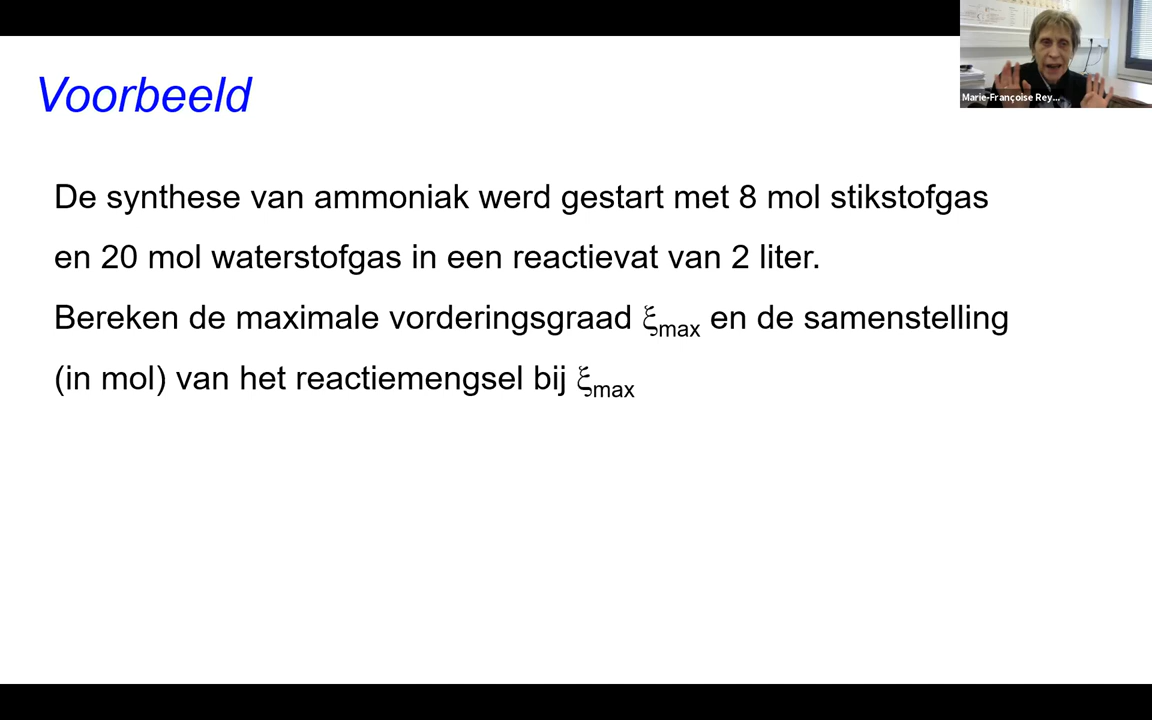 Voorbeeld
Marie-Françoise Rey...
De synthese van ammoniak werd gestart met 8 mol stikstofgas
en 20 mol waterstofgas in een reactievat van 2 liter.
Bereken de maximale vorderingsgraad ξmax en de samenstelling
(in mol) van het reactiemengsel bij ξmax